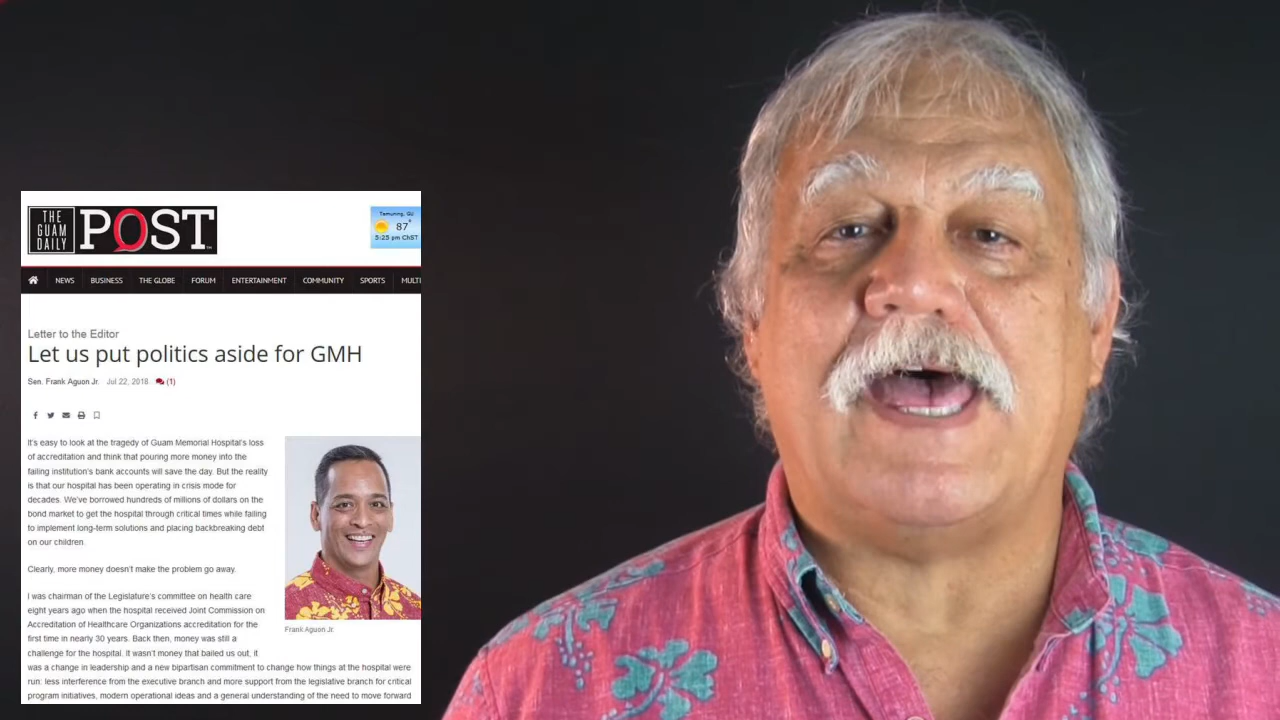 THE
GUAM
DAILY
POST
Tamuning, GU
87°
5:25 pm ChST
NEWS BUSINESS THE GLOBE FORUM ENTERTAINMENT COMMUNITY SPORTS MULTI
Letter to the Editor
Let us put politics aside for GMH
Sen. Frank Aguon Jr. Jul 22, 2018 (1)
It's easy to look at the tragedy of Guam Memorial Hospital's loss
of accreditation and think that pouring more money into the
failing institution's bank accounts will save the day. But the reality
is that our hospital has been operating in crisis mode for
decades. We've borrowed hundreds of millions of dollars on the
bond market to get the hospital through critical times while failing
to implement long-term solutions and placing backbreaking debt
on our children.
Clearly, more money doesn't make the problem go away.
I was chairman of the Legislature's committee on health care
eight years ago when the hospital received Joint Commission on
Accreditation of Healthcare Organizations accreditation for the
first time in nearly 30 years. Back then, money was still a
challenge for the hospital. It wasn't money that bailed us out, it
was a change in leadership and a new bipartisan commitment to change how things at the hospital were
run: less interference from the executive branch and more support from the legislative branch for critical
program initiatives, modern operational ideas and a general understanding of the need to move forward
Frank Aguon Jr.